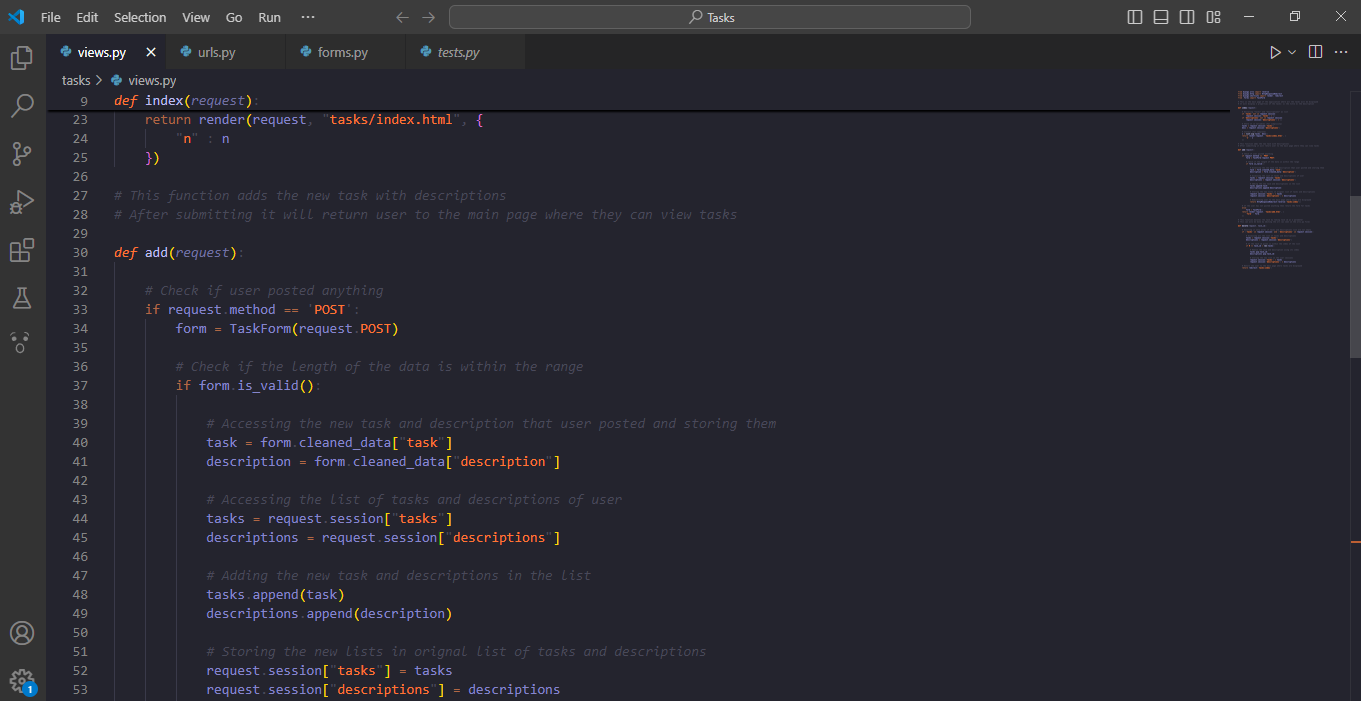 File Edit Selection View Go Run ··· Tasks
views.py urls.py forms.py tests.py
tasks > views.py
9 def index(request):
23 return render(request, "tasks/index.html", {
24 "n" : n
25 })
26
27 # This function adds the new task with descriptions
28 # After submitting it will return user to the main page where they can view tasks
29
30 def add(request):
31
32 # Check if user posted anything
33 if request.method == 'POST':
34 form = TaskForm(request.POST)
35
36 # Check if the length of the data is within the range
37 if form.is_valid():
38
39 # Accessing the new task and description that user posted and storing them
40 task = form.cleaned_data["task"]
41 description = form.cleaned_data["description"]
42
43 # Accessing the list of tasks and descriptions of user
44 tasks = request.session["tasks"]
45 descriptions = request.session["descriptions"]
46
47 # Adding the new task and descriptions in the list
48 tasks.append(task)
49 descriptions.append(description)
50
51 # Storing the new lists in orignal list of tasks and descriptions
52 request.session["tasks"] = tasks
53 request.session["descriptions"] = descriptions
1